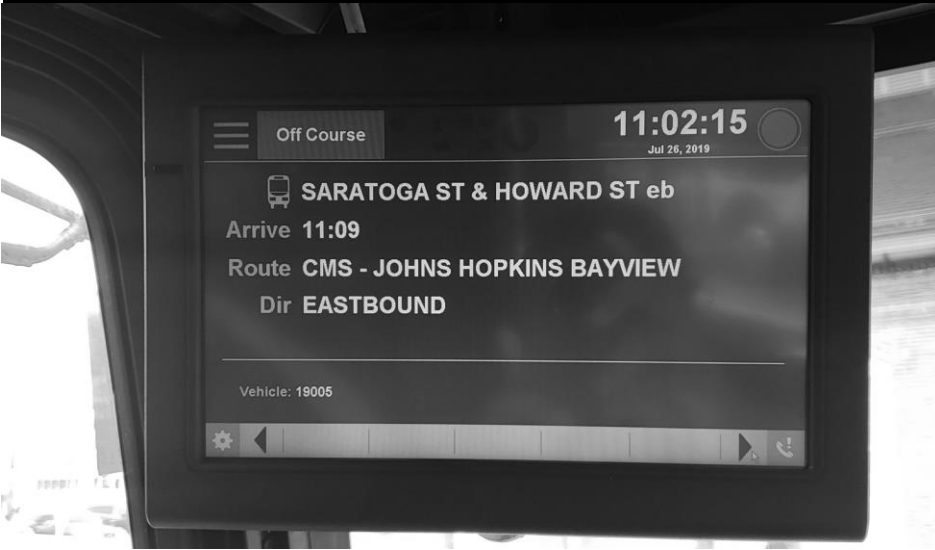 Off Course
11:02:15
Jul 26, 2019
SARATOGA ST & HOWARD ST eb
Arrive 11:09
Route CMS - JOHNS HOPKINS BAYVIEW
Dir EASTBOUND
Vehicle: 19005